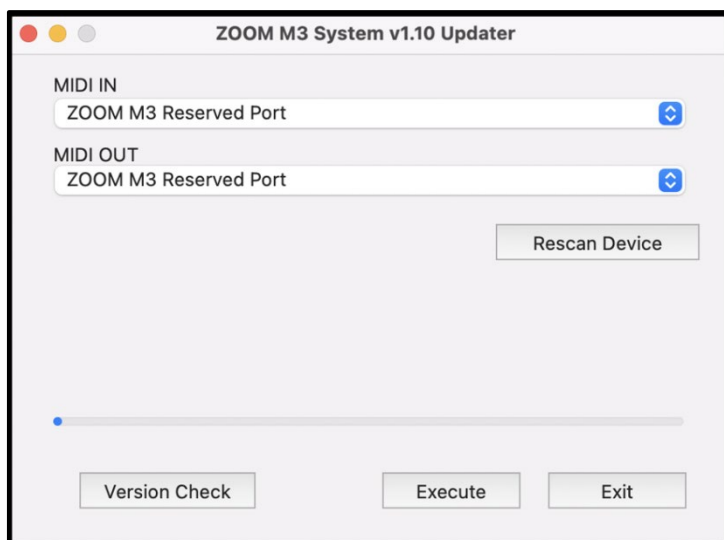 ZOOM M3 System v1.10 Updater
MIDI IN
ZOOM M3 Reserved Port
MIDI OUT
ZOOM M3 Reserved Port
Rescan Device
Version Check Execute Exit